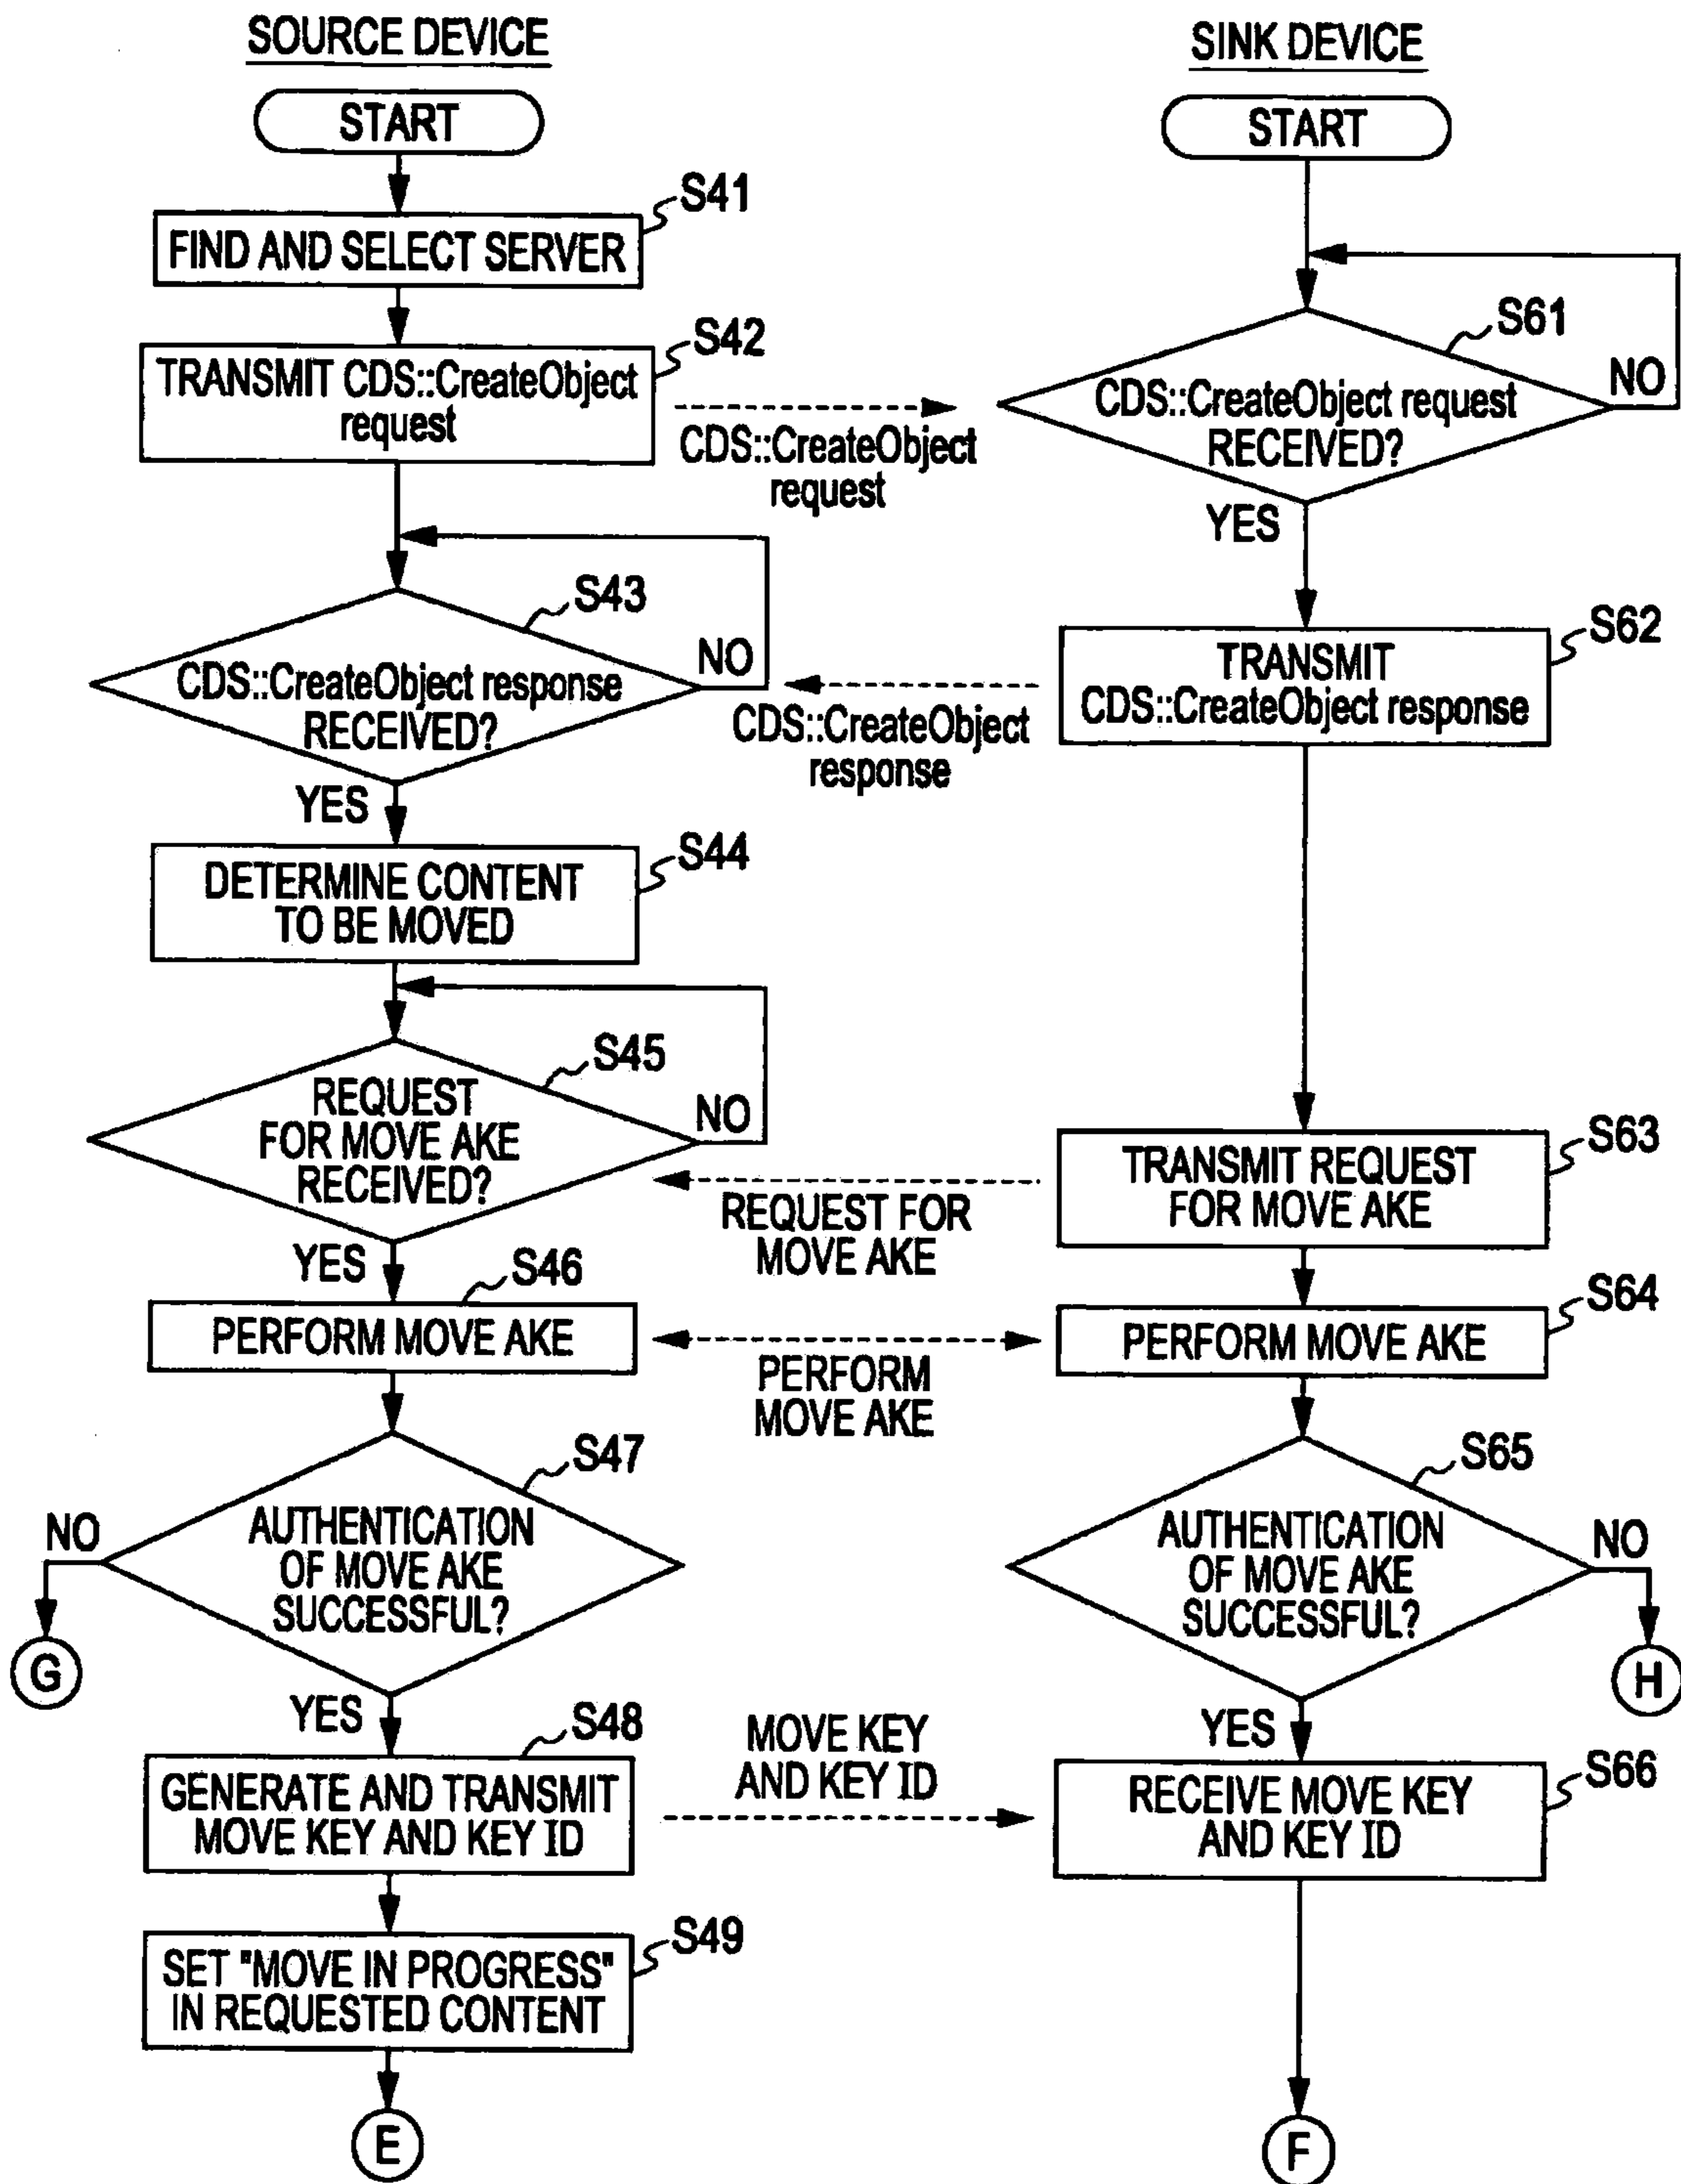 SOURCE DEVICE
START
S41
FIND AND SELECT SERVER
S42
TRANSMIT CDS::CreateObject
request
CDS::CreateObject
request
S43
CDS::CreateObject response
RECEIVED?
NO
YES
CDS::CreateObject
response
S44
DETERMINE CONTENT
TO BE MOVED
S45
REQUEST
FOR MOVE AKE
RECEIVED?
NO
YES
REQUEST FOR
MOVE AKE
S46
PERFORM MOVE AKE
PERFORM
MOVE AKE
S47
AUTHENTICATION
OF MOVE AKE
SUCCESSFUL?
NO
G
YES
S48
GENERATE AND TRANSMIT
MOVE KEY AND KEY ID
MOVE KEY
AND KEY ID
S49
SET "MOVE IN PROGRESS"
IN REQUESTED CONTENT
E
SINK DEVICE
START
S61
CDS::CreateObject request
RECEIVED?
NO
YES
S62
TRANSMIT
CDS::CreateObject response
S63
TRANSMIT REQUEST
FOR MOVE AKE
S64
PERFORM MOVE AKE
S65
AUTHENTICATION
OF MOVE AKE
SUCCESSFUL?
NO
H
YES
S66
RECEIVE MOVE KEY
AND KEY ID
F